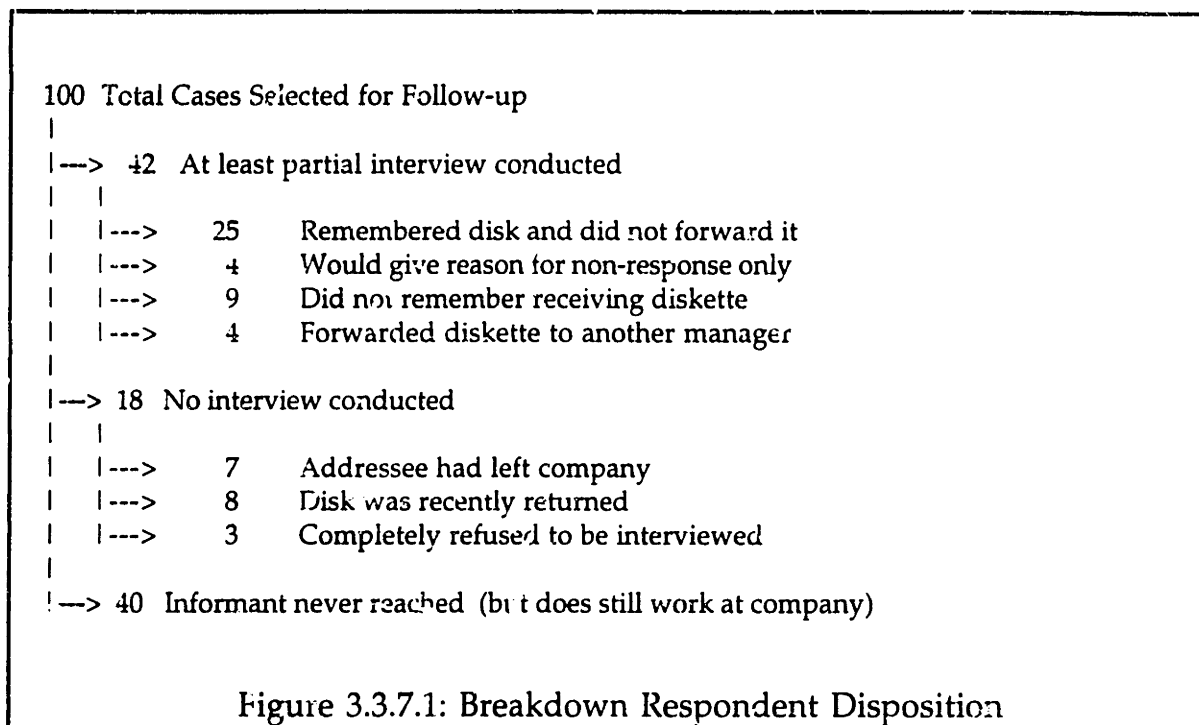 100 Total Cases Selected for Follow-up
|
|---> 42 At least partial interview conducted
| |
| |---> 25 Remembered disk and did not forward it
| |---> 4 Would give reason for non-response only
| |---> 9 Did not remember receiving diskette
| |---> 4 Forwarded diskette to another manager
|
|---> 18 No interview conducted
| |
| |---> 7 Addressee had left company
| |---> 8 Disk was recently returned
| |---> 3 Completely refused to be interviewed
|
|---> 40 Informant never reached (but does still work at company)
Figure 3.3.7.1: Breakdown Respondent Disposition